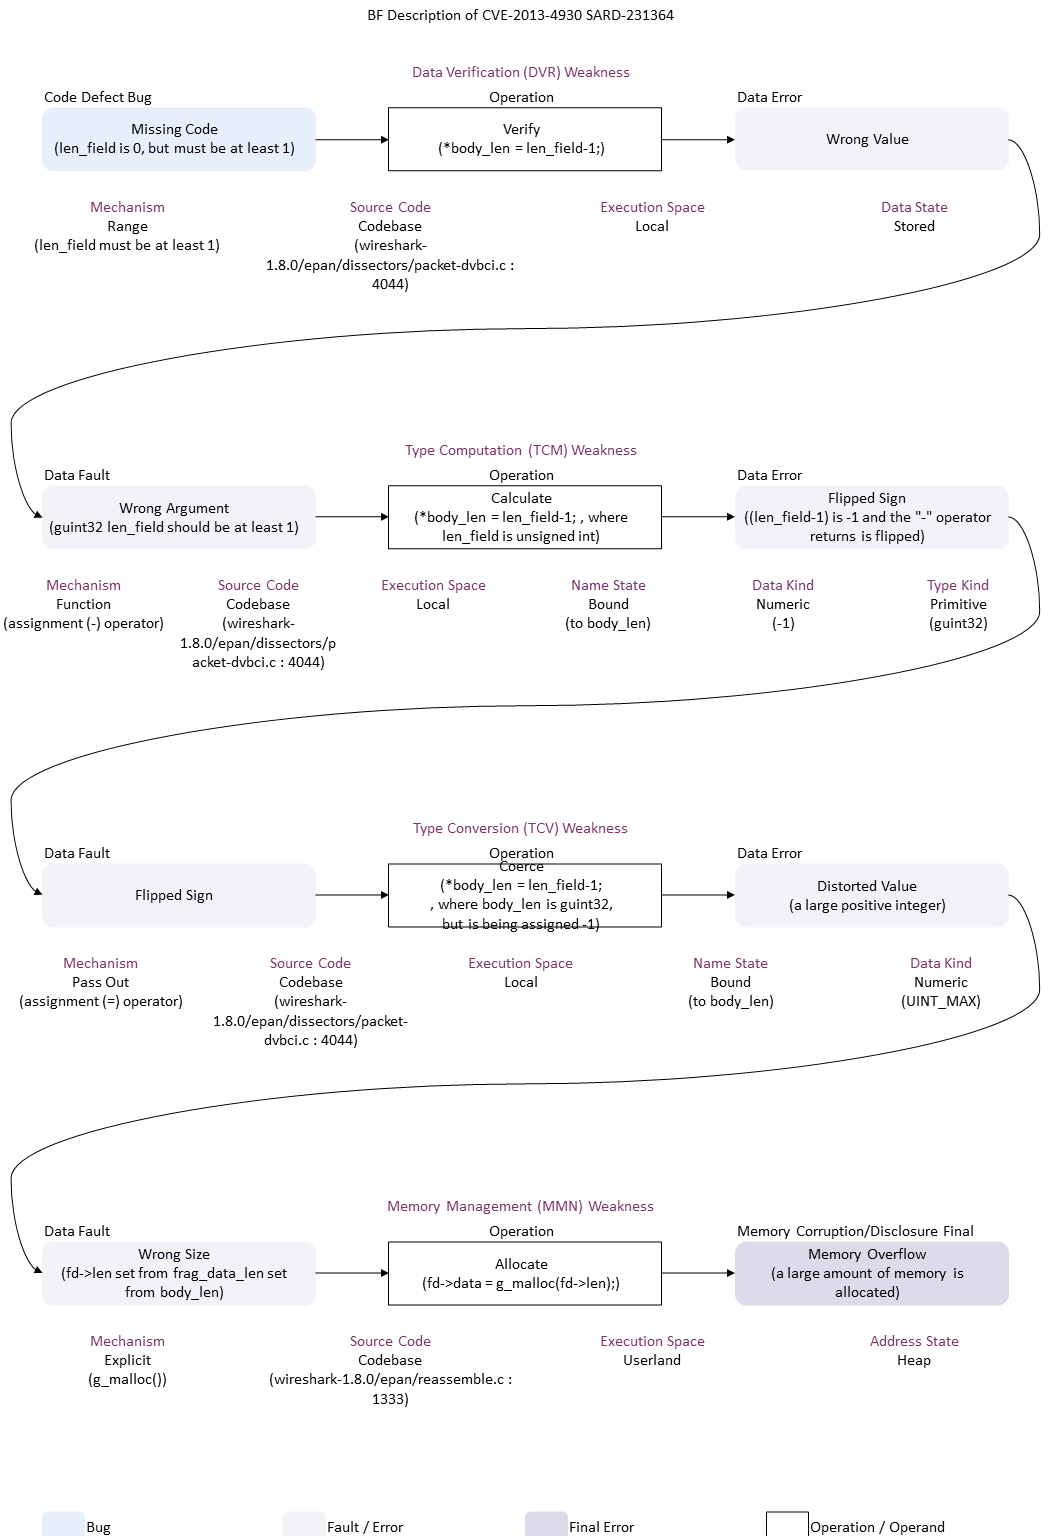 BF Description of CVE-2013-4930 SARD-231364
Data Verification (DVR) Weakness
Code Defect Bug
Operation
Data Error
Missing Code
(len_field is 0, but must be at least 1)
Verify
(*body_len = len_field-1;)
Wrong Value
Mechanism
Range
(len_field must be at least 1)
Source Code
Codebase
(wireshark-
1.8.0/epan/dissectors/packet-dvbci.c :
4044)
Execution Space
Local
Data State
Stored
Type Computation (TCM) Weakness
Data Fault
Operation
Data Error
Wrong Argument
(guint32 len_field should be at least 1)
Calculate
(*body_len = len_field-1; , where
len_field is unsigned int)
Flipped Sign
((len_field-1) is -1 and the "-" operator
returns is flipped)
Mechanism
Function
(assignment (-) operator)
Source Code
Codebase
(wireshark-
1.8.0/epan/dissectors/p
acket-dvbci.c : 4044)
Execution Space
Local
Name State
Bound
(to body_len)
Data Kind
Numeric
(-1)
Type Kind
Primitive
(guint32)
Type Conversion (TCV) Weakness
Data Fault
Operation
Data Error
Flipped Sign
Coerce
(*body_len = len_field-1;
, where body_len is guint32,
but is being assigned -1)
Distorted Value
(a large positive integer)
Mechanism
Pass Out
(assignment (=) operator)
Source Code
Codebase
(wireshark-
1.8.0/epan/dissectors/packet-
dvbci.c : 4044)
Execution Space
Local
Name State
Bound
(to body_len)
Data Kind
Numeric
(UINT_MAX)
Memory Management (MMN) Weakness
Data Fault
Operation
Memory Corruption/Disclosure Final
Wrong Size
(fd->len set from frag_data_len set
from body_len)
Allocate
(fd->data = g_malloc(fd->len);)
Memory Overflow
(a large amount of memory is
allocated)
Mechanism
Explicit
(g_malloc())
Source Code
Codebase
(wireshark-1.8.0/epan/reassemble.c :
1333)
Execution Space
Userland
Address State
Heap
Bug
Fault / Error
Final Error
Operation / Operand